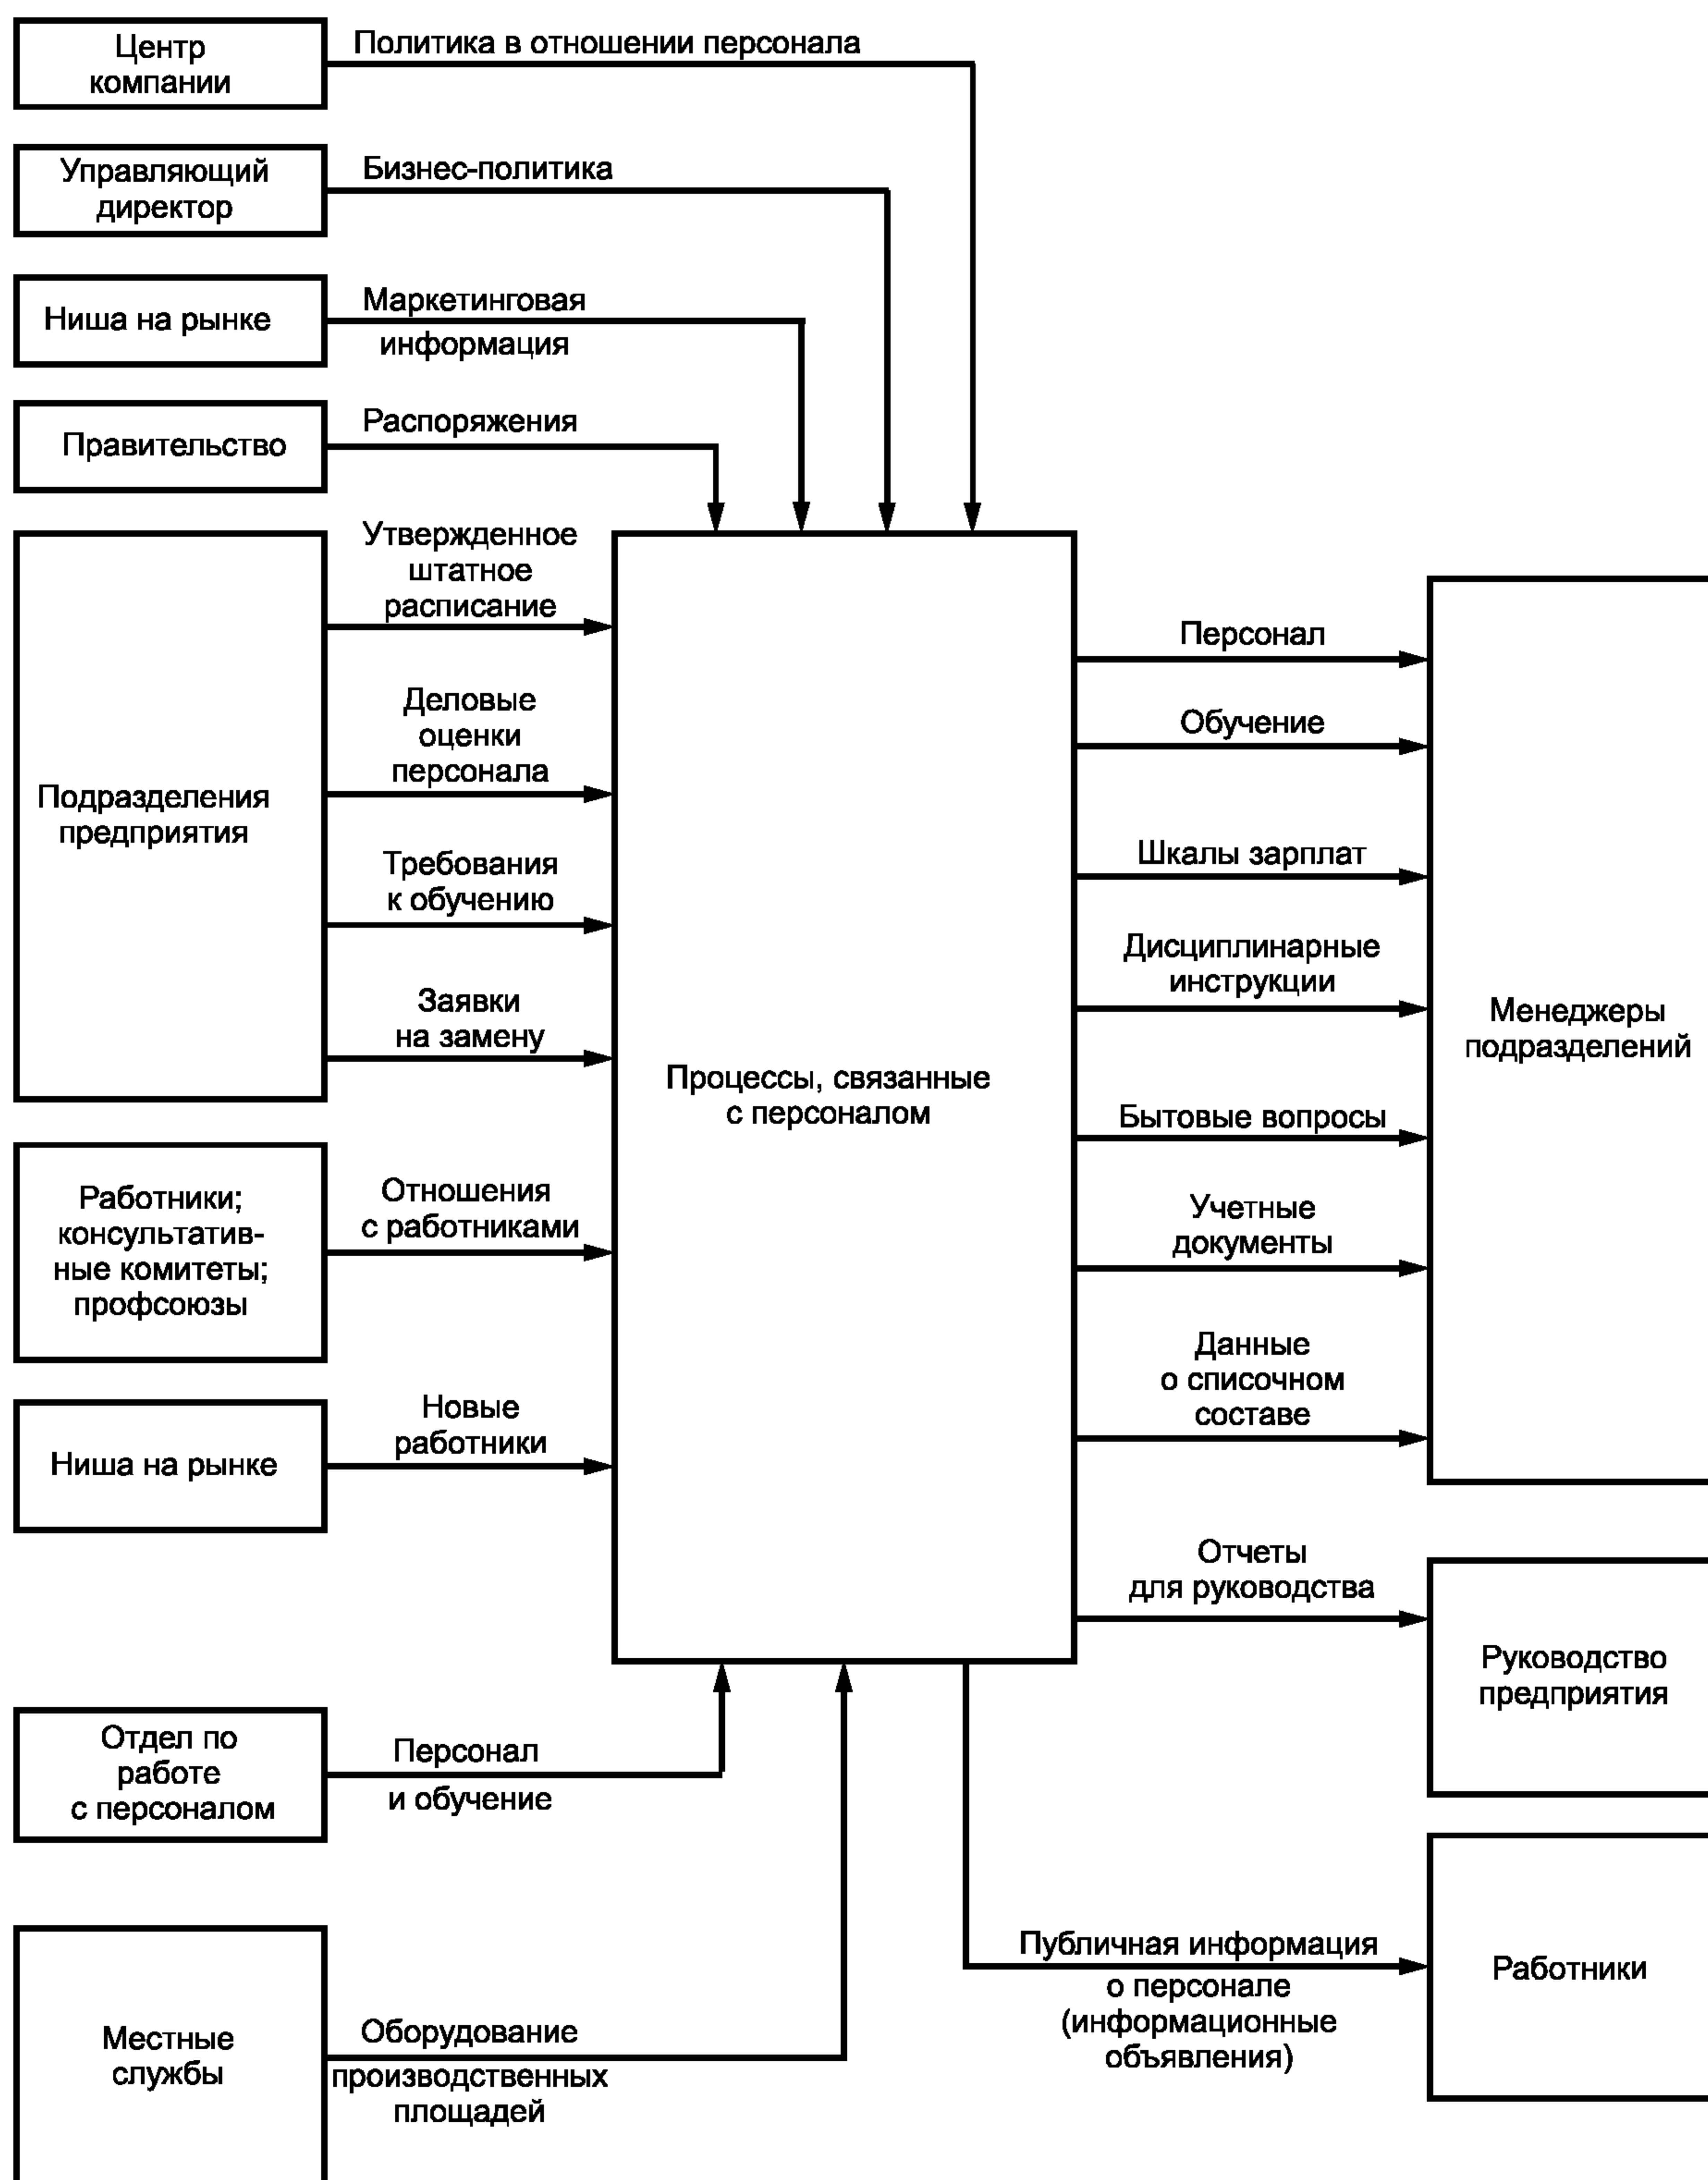 Центр
компании
Политика в отношении персонала
Управляющий
директор
Бизнес-политика
Ниша на рынке
Маркетинговая
информация
Правительство
Распоряжения
Подразделения
предприятия
Утвержденное
штатное
расписание
Деловые
оценки
персонала
Требования
к обучению
Заявки
на замену
Работники;
консультатив-
ные комитеты;
профсоюзы
Отношения
с работниками
Ниша на рынке
Новые
работники
Отдел по
работе
с персоналом
Персонал
и обучение
Местные
службы
Оборудование
производственных
площадей
Процессы, связанные
с персоналом
Персонал
Обучение
Шкалы зарплат
Дисциплинарные
инструкции
Бытовые вопросы
Учетные
документы
Данные
о списочном
составе
Менеджеры
подразделений
Отчеты
для руководства
Руководство
предприятия
Публичная информация
о персонале
(информационные
объявления)
Работники